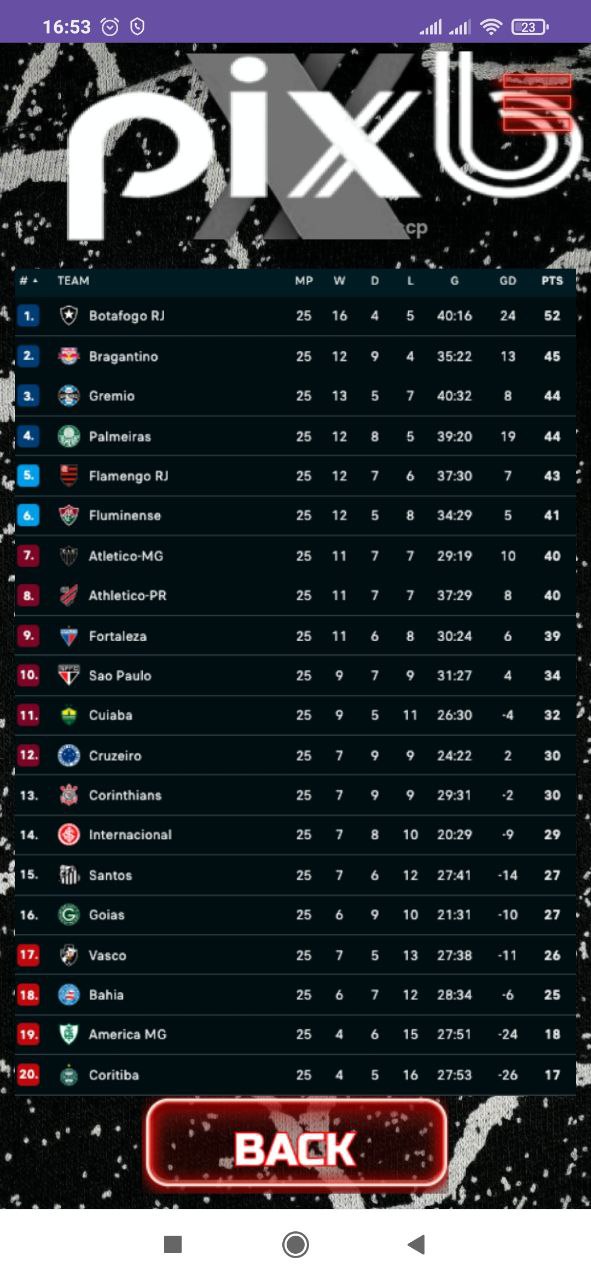 16:53 23
pixb
cp
# TEAM MP W D L G GD PTS
1. Botafogo RJ 25 16 4 5 40:16 24 52
2. Bragantino 25 12 9 4 35:22 13 45
3. Gremio 25 13 5 7 40:32 8 44
4. Palmeiras 25 12 8 5 39:20 19 44
5. Flamengo RJ 25 12 7 6 37:30 7 43
6. Fluminense 25 12 5 8 34:29 5 41
7. Atletico-MG 25 11 7 7 29:19 10 40
8. Athletico-PR 25 11 7 7 37:29 8 40
9. Fortaleza 25 11 6 8 30:24 6 39
10. Sao Paulo 25 9 7 9 31:27 4 34
11. Cuiaba 25 9 5 11 26:30 -4 32
12. Cruzeiro 25 7 9 9 24:22 2 30
13. Corinthians 25 7 9 9 29:31 -2 30
14. Internacional 25 7 8 10 20:29 -9 29
15. Santos 25 7 6 12 27:41 -14 27
16. Goias 25 6 9 10 21:31 -10 27
17. Vasco 25 7 5 13 27:38 -11 26
18. Bahia 25 6 7 12 28:34 -6 25
19. America MG 25 4 6 15 27:51 -24 18
20. Coritiba 25 4 5 16 27:53 -26 17
BACK